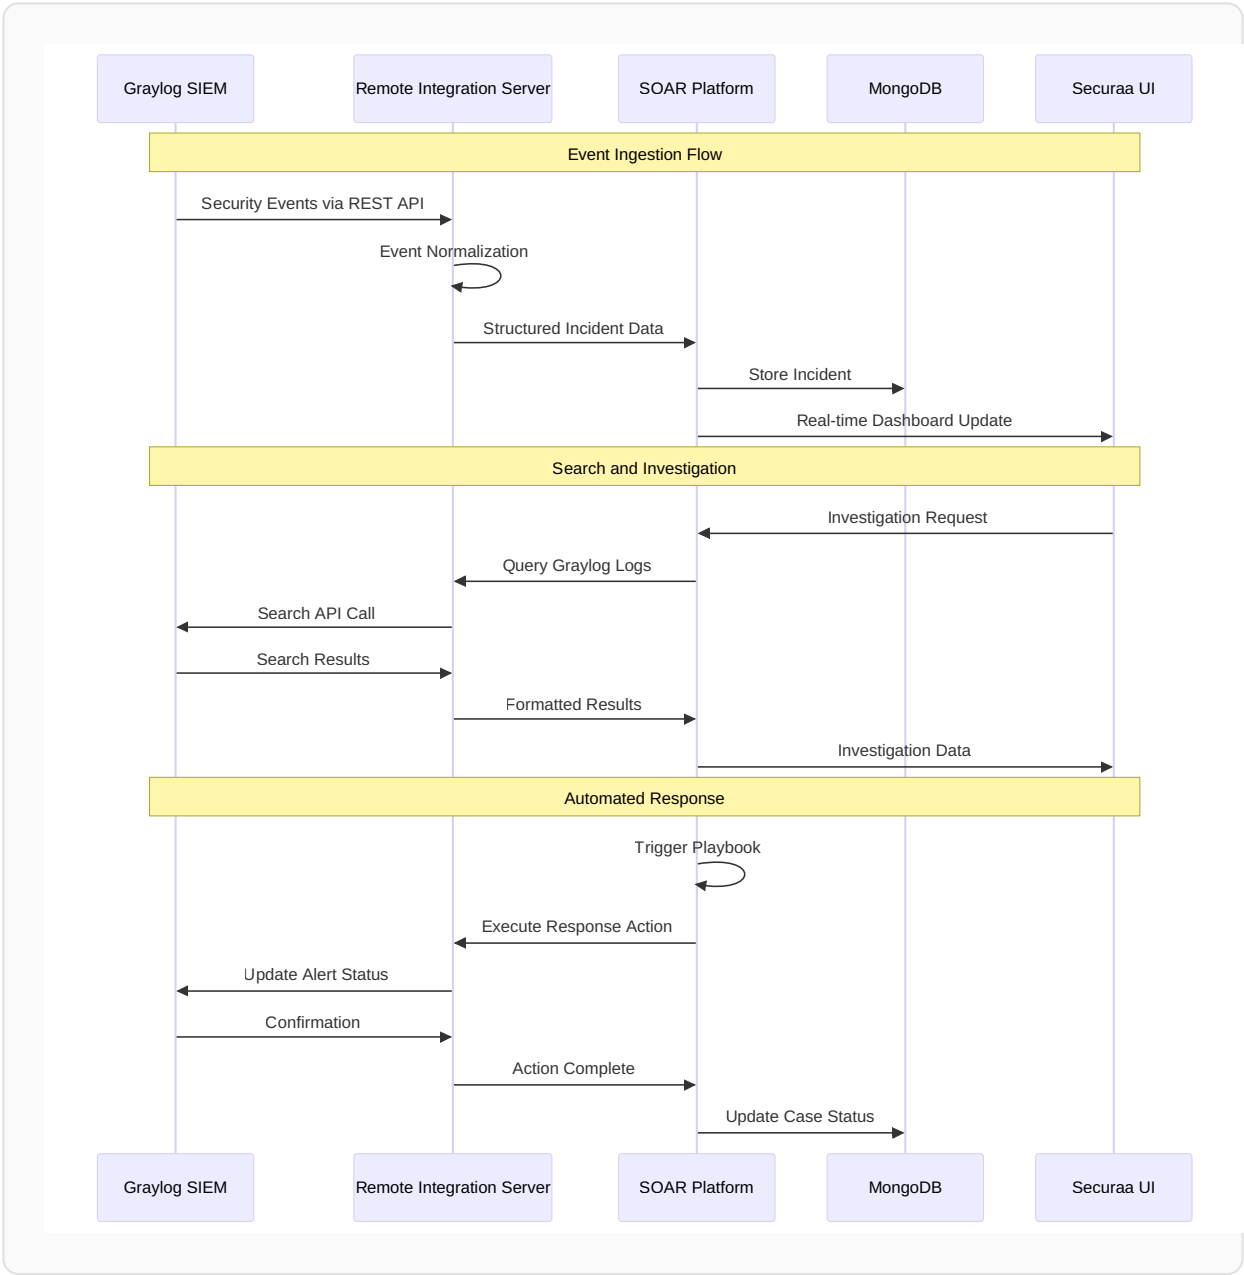 Graylog SIEM
Remote Integration Server
SOAR Platform
MongoDB
Securaa UI
Event Ingestion Flow
Security Events via REST API
Event Normalization
Structured Incident Data
Store Incident
Real-time Dashboard Update
Search and Investigation
Investigation Request
Query Graylog Logs
Search API Call
Search Results
Formatted Results
Investigation Data
Automated Response
Trigger Playbook
Execute Response Action
Update Alert Status
Confirmation
Action Complete
Update Case Status
Graylog SIEM
Remote Integration Server
SOAR Platform
MongoDB
Securaa UI